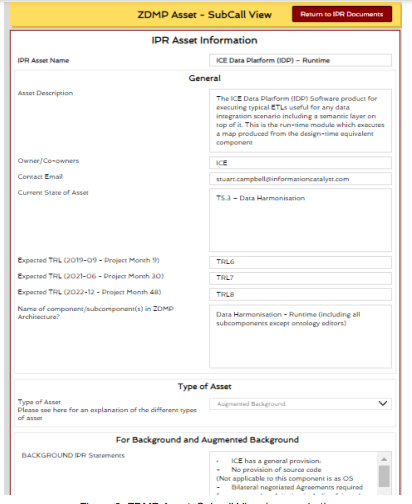 ZDMP Asset - SubCall View
Return to IPR Documents
IPR Asset Information
IPR Asset Name
ICE Data Platform (IDP) – Runtime
General
Asset Description
The ICE Data Platform (IDP) Software product for
executing typical ETLs useful for any data
integration scenario including a semantic layer on
top of it. This is the run-time module which executes
a map produced from the design-time equivalent
component
Owner/Co-owners
ICE
Contact Email
stuart.campbell@informationcatalyst.com
Current State of Asset
T5.3 – Data Harmonisation
Expected TRL (2019-09 - Project Month 9)
TRL6
Expected TRL (2021-06 - Project Month 30)
TRL7
Expected TRL (2022-12 - Project Month 48)
TRL8
Name of component/subcomponent(s) in ZDMP
Architecture?
Data Harmonisation - Runtime (including all
subcomponents except ontology editors)
Type of Asset
Type of Asset
Please see here for an explanation of the different types
of asset
Augmented Background
For Background and Augmented Background
BACKGROUND IPR Statements
• ICE has a general provision:
• No provision of source code
(Not applicable to this component is as OS
• Bilateral negotiated Agreements required